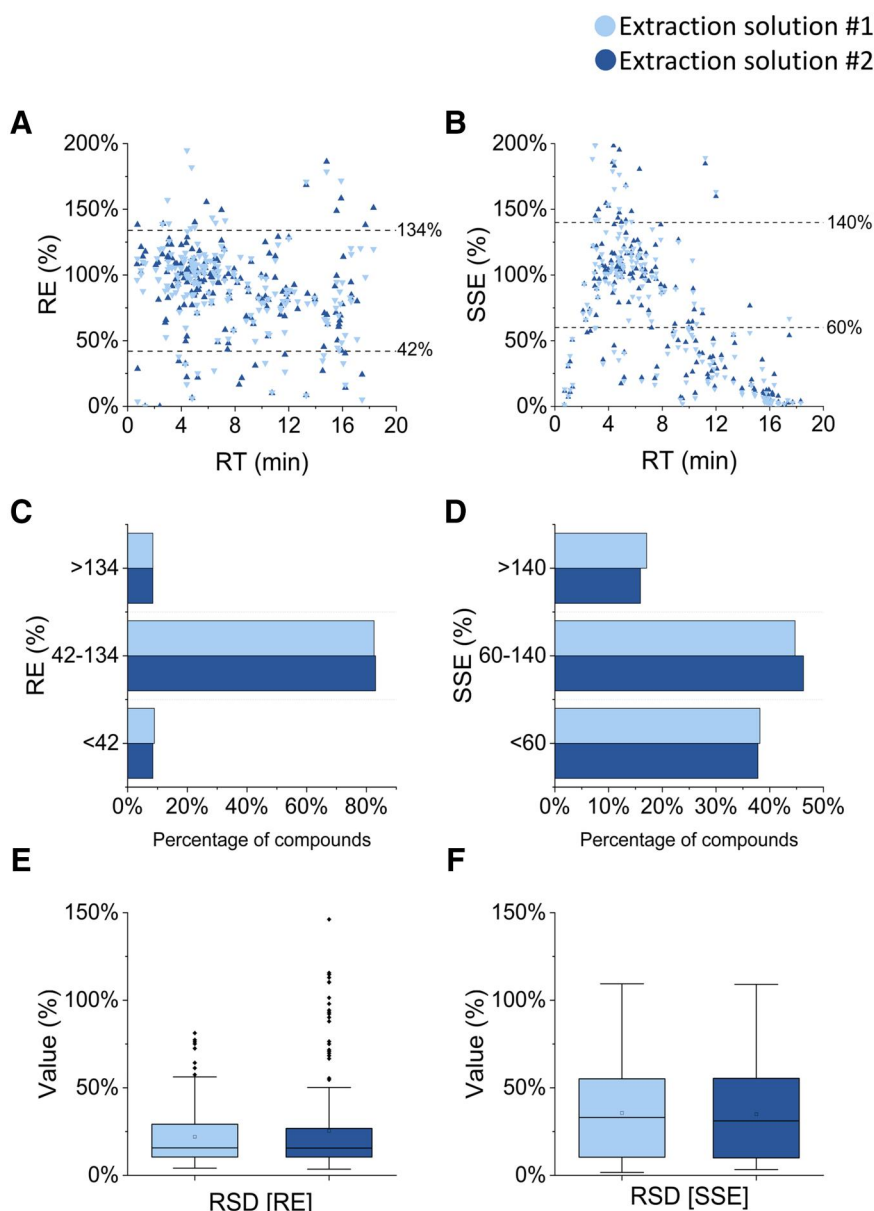 Extraction solution #1
Extraction solution #2
A
RE (%)
200%
150%
100%
50%
0%
134%
42%
0 4 8 12 16 20
RT (min)
B
SSE (%)
200%
150%
100%
50%
0%
140%
60%
0 4 8 12 16 20
RT (min)
C
RE (%)
>134
42-134
<42
0% 20% 40% 60% 80%
Percentage of compounds
D
SSE (%)
>140
60-140
<60
0% 10% 20% 30% 40% 50%
Percentage of compounds
E
Value (%)
150%
100%
50%
0%
RSD [RE]
F
Value (%)
150%
100%
50%
0%
RSD [SSE]